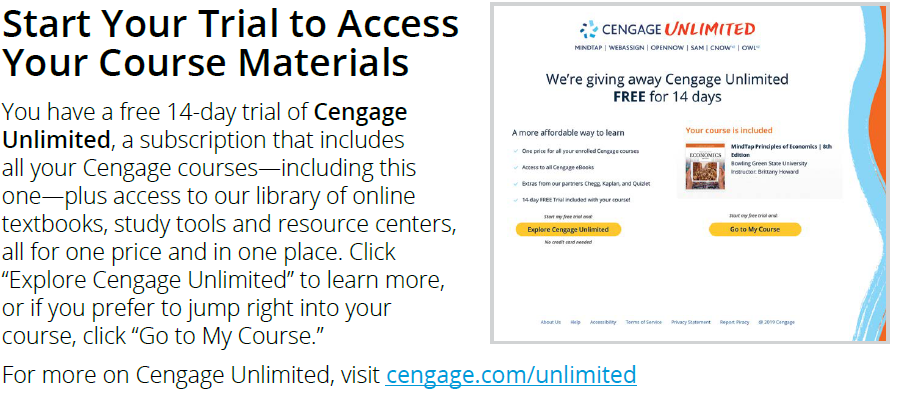 Start Your Trial to Access
Your Course Materials
You have a free 14-day trial of Cengage
Unlimited, a subscription that includes
all your Cengage courses—including this
one—plus access to our library of online
textbooks, study tools and resource centers,
all for one price and in one place. Click
“Explore Cengage Unlimited” to learn more,
or if you prefer to jump right into your
course, click “Go to My Course.”
For more on Cengage Unlimited, visit cengage.com/unlimited
CENGAGE UNLIMITED
MINDTAP | WEBASSIGN | OPENNOW | SAM | CNOWv2 | OWLv2
We’re giving away Cengage Unlimited
FREE for 14 days
A more affordable way to learn
One price for all your enrolled Cengage courses
Access to all Cengage eBooks
Extras from our partners Chegg, Kaplan, and Quizlet
14-day FREE Trial included with your course!
Start my free trial and:
Explore Cengage Unlimited
No credit card needed
Your course is included
ECONOMICS
MindTap Principles of Economics | 8th
Edition
Bowling Green State University
Instructor: Brittany Howard
Start my free trial and:
Go to My Course
About Us Help Accessibility Terms of Service Privacy Statement Report Piracy © 2019 Cengage